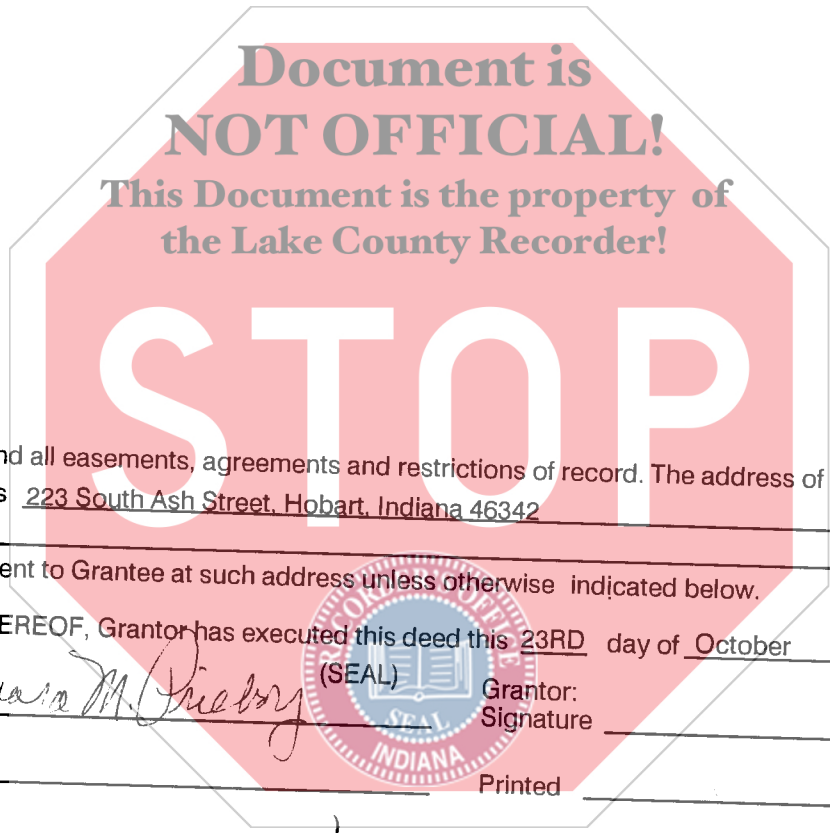 Document is
NOT OFFICIAL!
This Document is the property of
the Lake County Recorder!
STOP
nd all easements, agreements and restrictions of record. The address of
s 223 South Ash Street, Hobart, Indiana 46342
ent to Grantee at such address unless otherwise indicated below.
EREOF, Grantor has executed this deed this 23RD day of October
(SEAL)
Grantor:
Signature
M.
Printed
RECORDER'S OFFICE
SEAL
INDIANA